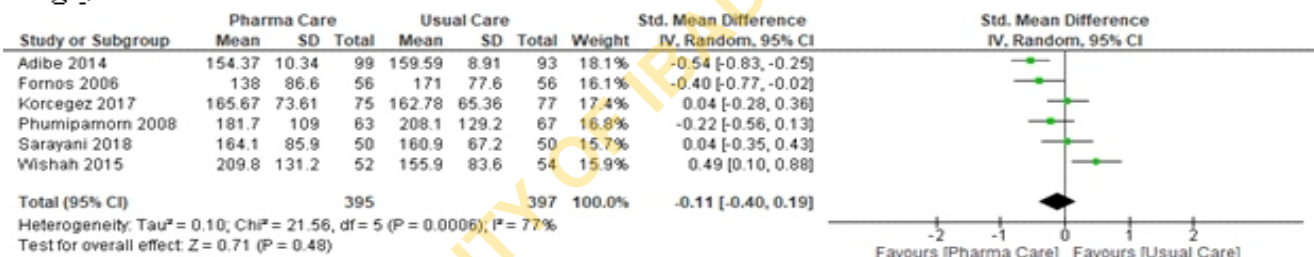 Pharma Care Usual Care Std. Mean Difference Std. Mean Difference
Study or Subgroup Mean SD Total Mean SD Total Weight IV, Random, 95% CI IV, Random, 95% CI
Adibe 2014 154.37 10.34 99 159.59 8.91 93 18.1% -0.54 [-0.83, -0.25]
Fornos 2006 138 86.6 56 171 77.6 56 16.1% -0.40 [-0.77, -0.02]
Korcegez 2017 165.67 73.61 75 162.78 65.36 77 17.4% 0.04 [-0.28, 0.36]
Phumipamorn 2008 181.7 109 63 208.1 129.2 67 16.8% -0.22 [-0.56, 0.13]
Sarayani 2018 164.1 85.9 50 160.9 67.2 50 15.7% 0.04 [-0.35, 0.43]
Wishah 2015 209.8 131.2 52 155.9 83.6 54 15.9% 0.49 [0.10, 0.88]
Total (95% CI) 395 397 100.0% -0.11 [-0.40, 0.19]
Heterogeneity: Tau² = 0.10; Chi² = 21.56, df = 5 (P = 0.0006); I² = 77%
Test for overall effect: Z = 0.71 (P = 0.48)
-2 -1 0 1 2
Favours [Pharma Care] Favours [Usual Care]
ITY OF IBAD